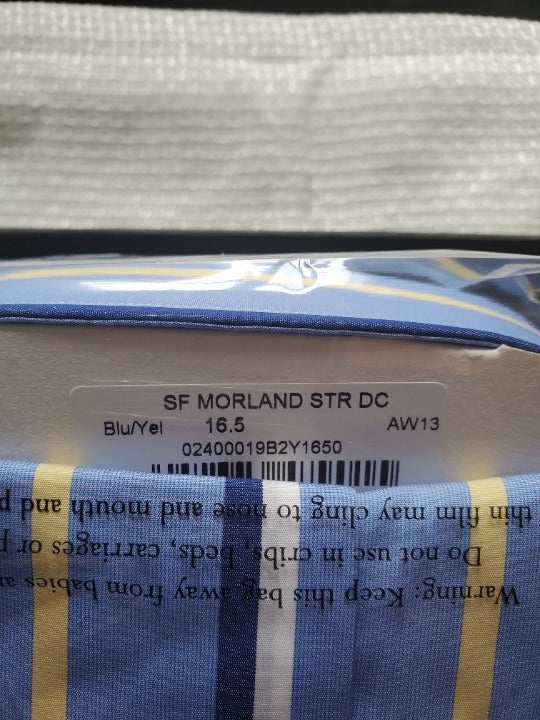 SF MORLAND STR DC
Blu/Yel 16.5 AW13
02400019B2Y1650
Warning: Keep this bag away from babies
Do not use in cribs, beds, carriages or
thin film may cling to nose and mouth and